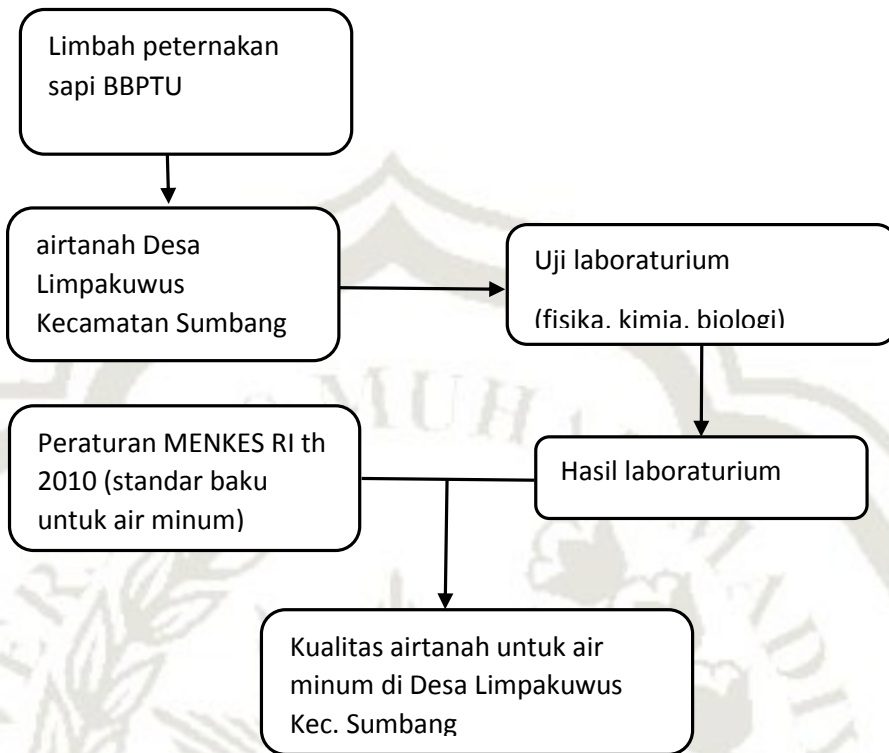 Limbah peternakan
sapi BBPTU
airtanah Desa
Limpakuwus
Kecamatan Sumbang
Uji laboraturium
(fisika, kimia, biologi)
Peraturan MENKES RI th
2010 (standar baku
untuk air minum)
Hasil laboraturium
Kualitas airtanah untuk air
minum di Desa Limpakuwus
Kec. Sumbang